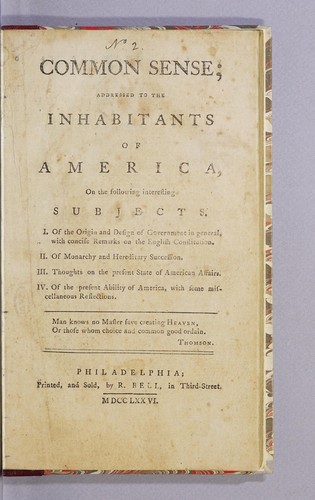 No 2
COMMON SENSE;
ADDRESSED TO THE
INHABITANTS
OF
AMERICA,
On the following interesting
SUBJECTS.
I. Of the Origin and Design of Government in general,
with concise Remarks on the English Constitution.
II. Of Monarchy and Hereditary Succession.
III. Thoughts on the present State of American Affairs.
IV. Of the present Ability of America, with some mis-
cellaneous Reflections.
Man knows no Master save creating HEAVEN,
Or those whom choice and common good ordain.
THOMSON.
PHILADELPHIA;
Printed, and Sold, by R. BELL, in Third-Street.
MDCCLXXVI.